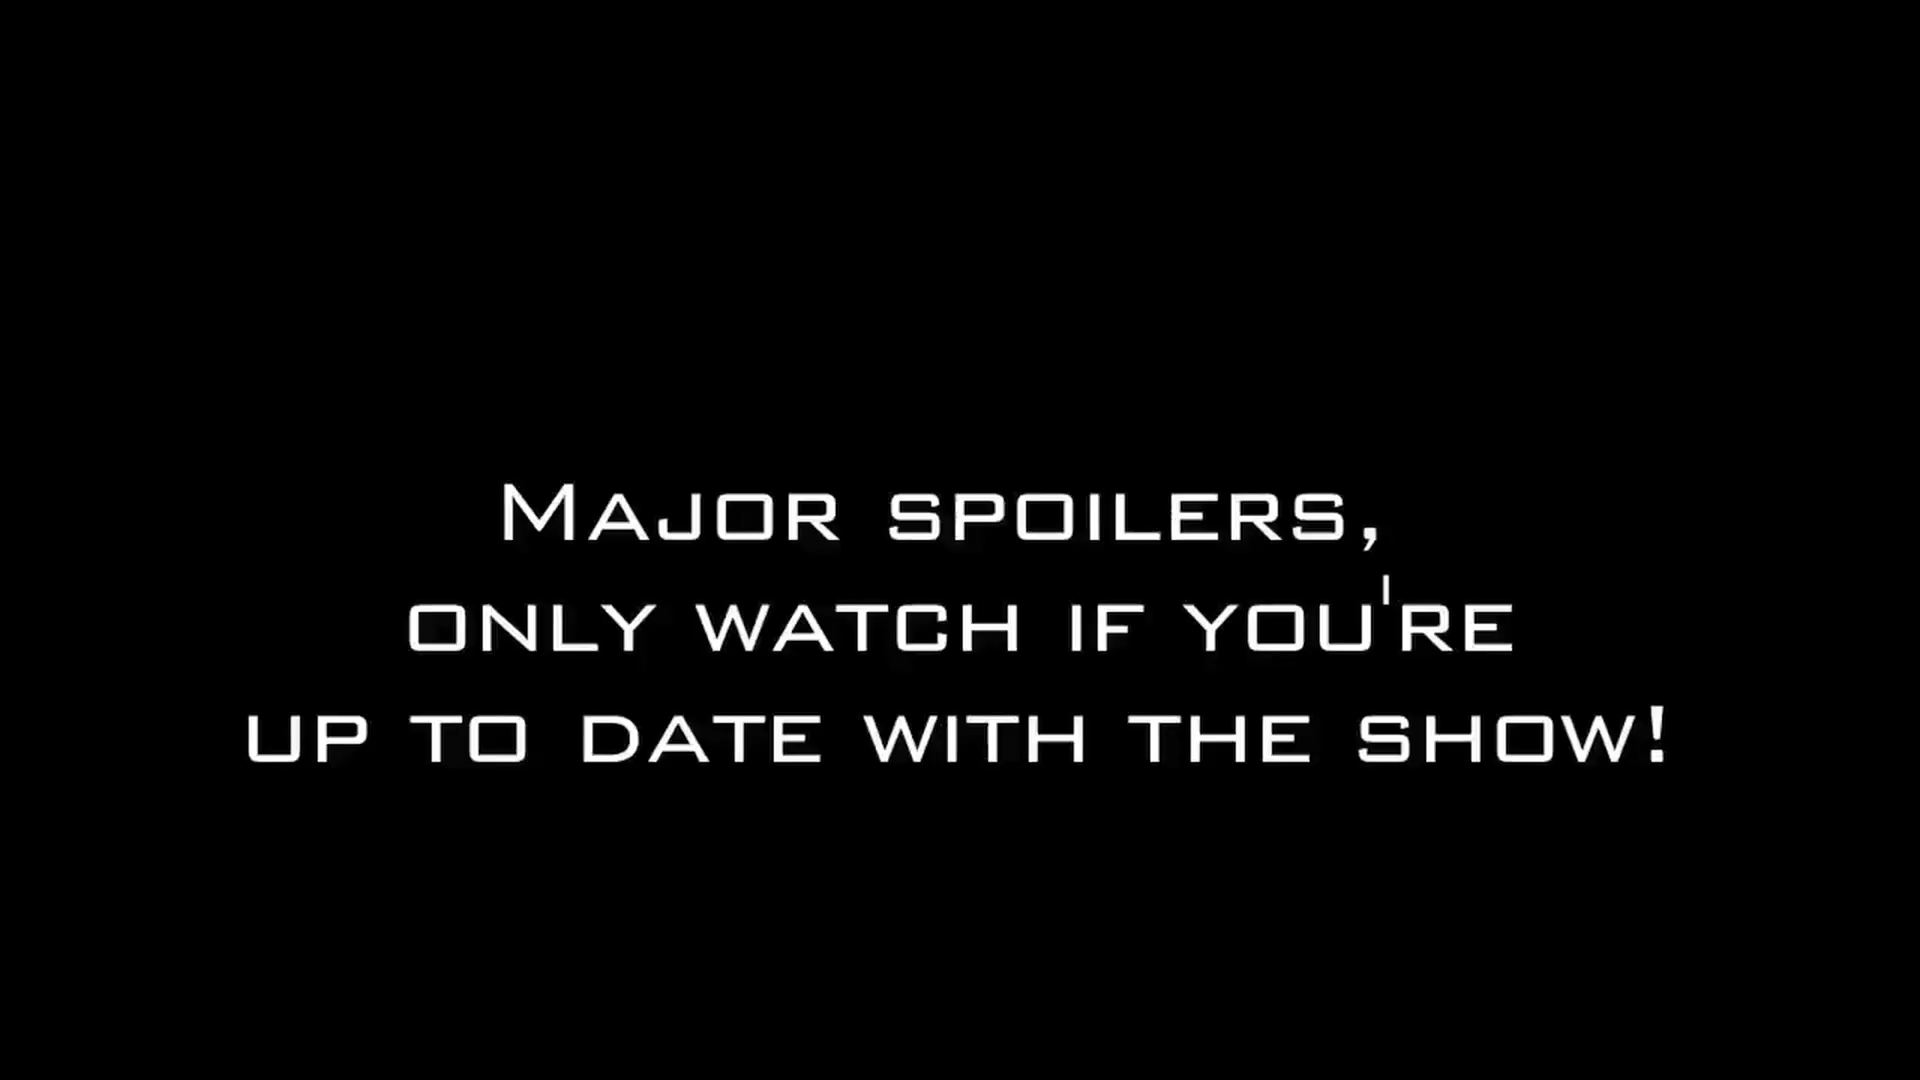 Major spoilers,
only watch if you're
up to date with the show!